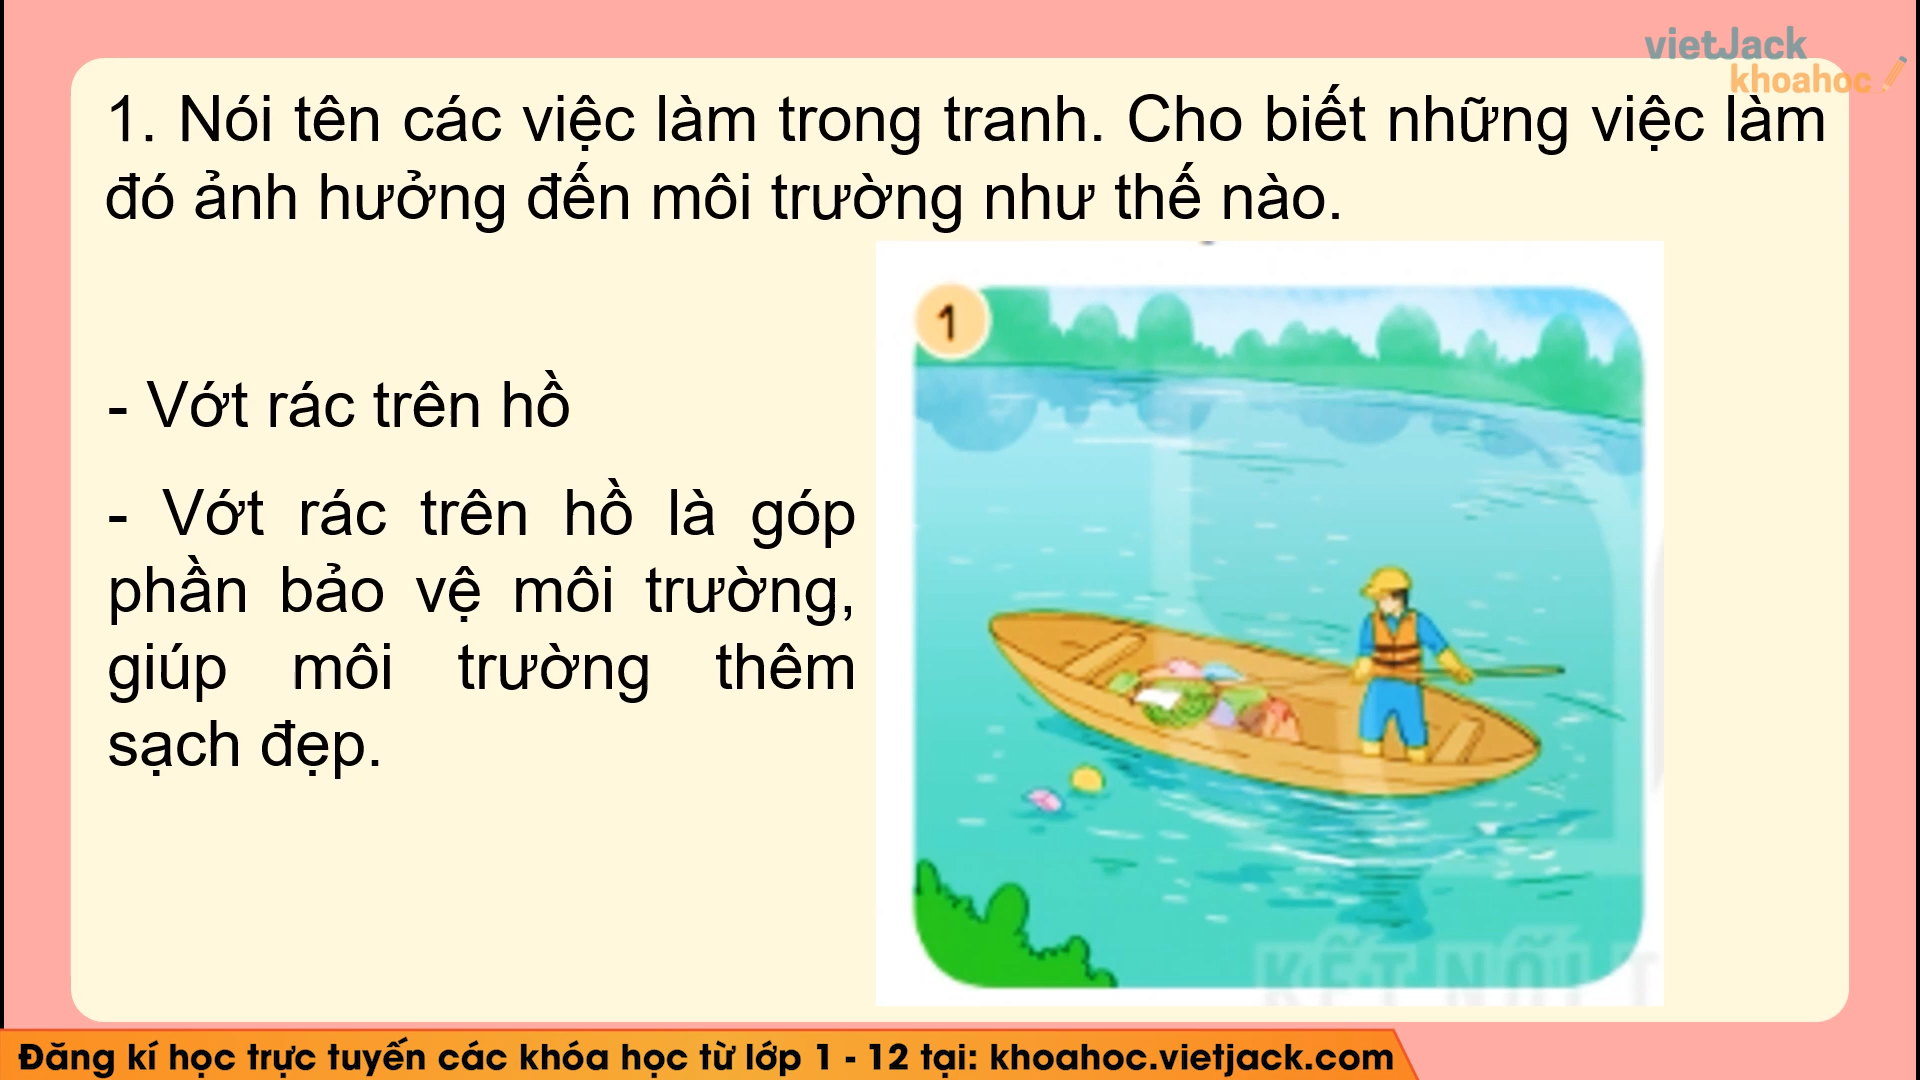 vietJack
khoahoc
1. Nói tên các việc làm trong tranh. Cho biết những việc làm
đó ảnh hưởng đến môi trường như thế nào.
1
- Vớt rác trên hồ
- Vớt rác trên hồ là góp
phần bảo vệ môi trường,
giúp môi trường thêm
sạch đẹp.
KẾT NỐI T
Đăng kí học trực tuyến các khóa học từ lớp 1 - 12 tại: khoahoc.vietjack.com